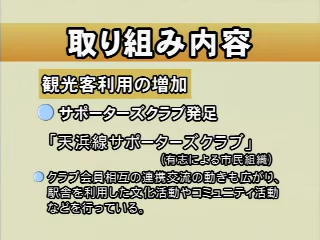 取り組み内容
観光客利用の増加
サポーターズクラブ発足
「天浜線サポーターズクラブ」
(有志による市民組織)
クラブ会員相互の連携交流の動きも広がり、
駅舎を利用した文化活動やコミュニティ活動
などを行っている。